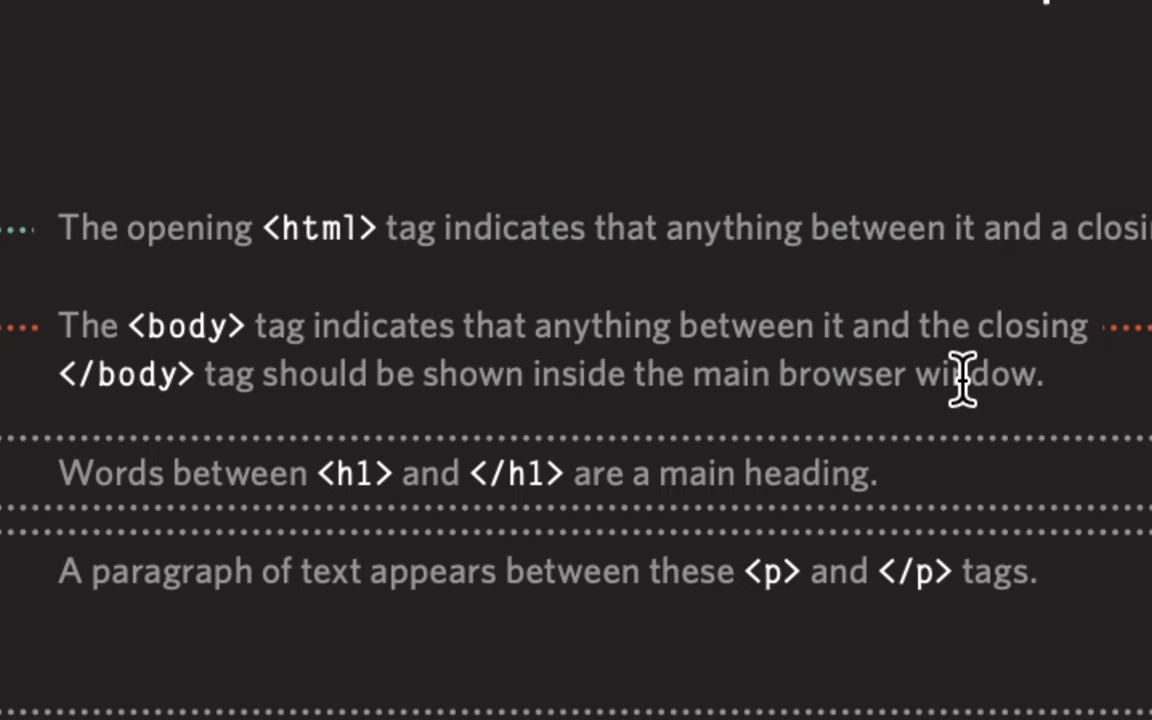 The opening <html> tag indicates that anything between it and a
The <body> tag indicates that anything between it and the closing
</body> tag should be shown inside the main browser window.
Words between <h1> and </h1> are a main heading.
A paragraph of text appears between these <p> and </p> tags.